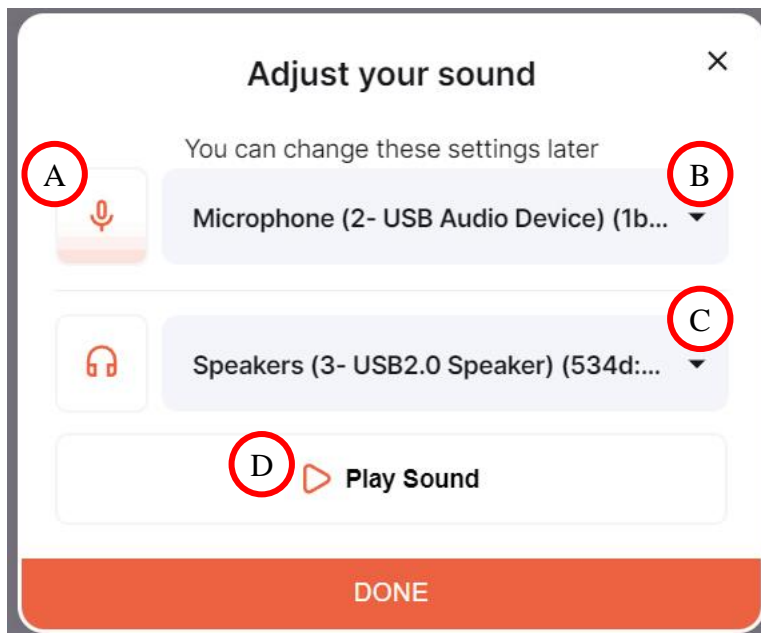 Adjust your sound
You can change these settings later
A
B
Microphone (2- USB Audio Device) (1b...
C
Speakers (3- USB2.0 Speaker) (534d:...
D
Play Sound
DONE